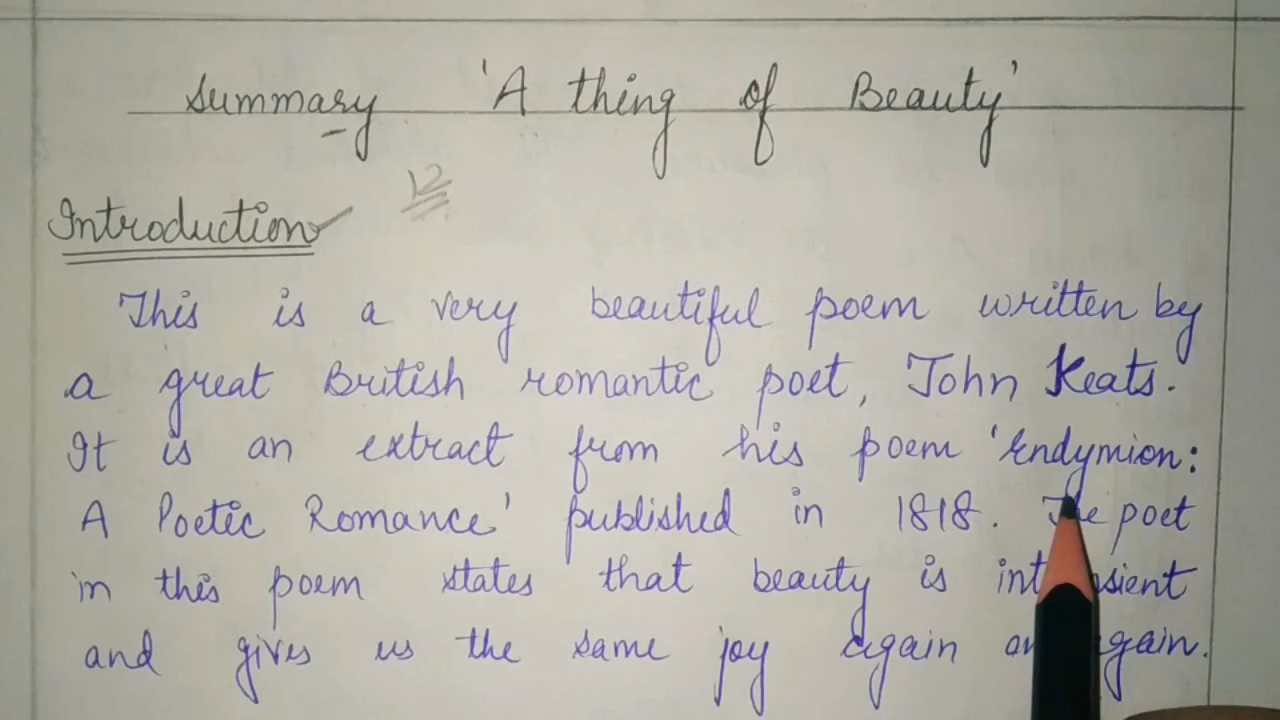 Summary 'A thing of Beauty'
12
Introduction
This is a very beautiful poem written by
a great British romantic poet, John Keats.
It is an extract from his poem 'Endymion:
A Poetic Romance' published in 1818. The poet
in this poem states that beauty is
and gives us the same joy again